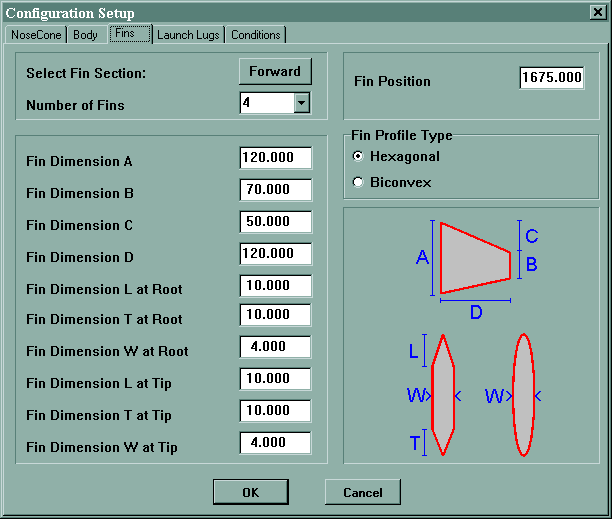 Configuration Setup
NoseCone Body Fins Launch Lugs Conditions
Select Fin Section: Forward
Number of Fins 4
Fin Position 1675.000
Fin Profile Type
Hexagonal
Biconvex
Fin Dimension A 120.000
Fin Dimension B 70.000
Fin Dimension C 50.000
Fin Dimension D 120.000
Fin Dimension L at Root 10.000
Fin Dimension T at Root 10.000
Fin Dimension W at Root 4.000
Fin Dimension L at Tip 10.000
Fin Dimension T at Tip 10.000
Fin Dimension W at Tip 4.000
C
A B
D
L
W W
T
OK Cancel